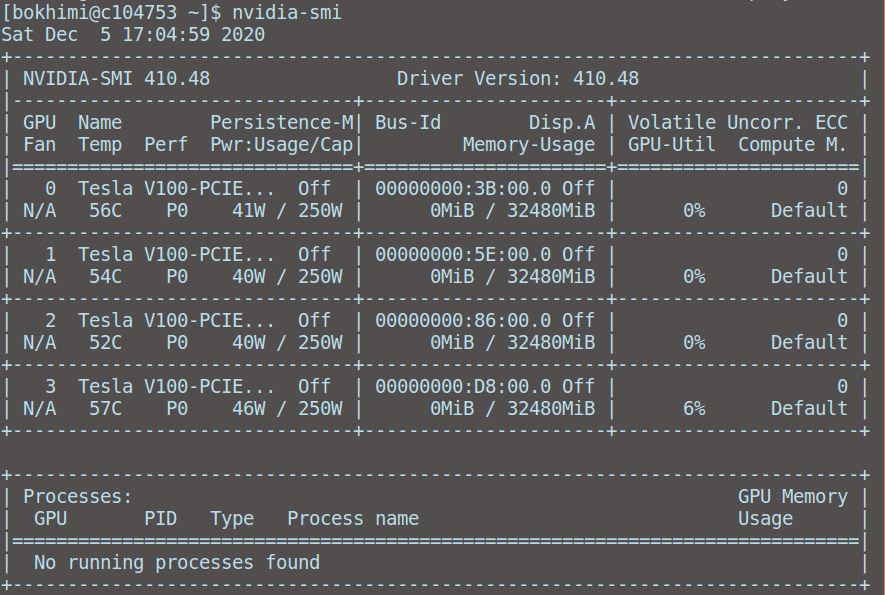 [bokhimi@c104753 ~]$ nvidia-smi
Sat Dec  5 17:04:59 2020
+-----------------------------------------------------------------------------+
| NVIDIA-SMI 410.48                 Driver Version: 410.48                    |
|-------------------------------+----------------------+----------------------+
| GPU  Name        Persistence-M| Bus-Id        Disp.A | Volatile Uncorr. ECC |
| Fan  Temp  Perf  Pwr:Usage/Cap|         Memory-Usage | GPU-Util  Compute M. |
|===============================+======================+======================|
|   0  Tesla V100-PCIE...  Off  | 00000000:3B:00.0 Off |                    0 |
| N/A   56C    P0    41W / 250W |      0MiB / 32480MiB |      0%      Default |
+-------------------------------+----------------------+----------------------+
|   1  Tesla V100-PCIE...  Off  | 00000000:5E:00.0 Off |                    0 |
| N/A   54C    P0    40W / 250W |      0MiB / 32480MiB |      0%      Default |
+-------------------------------+----------------------+----------------------+
|   2  Tesla V100-PCIE...  Off  | 00000000:86:00.0 Off |                    0 |
| N/A   52C    P0    40W / 250W |      0MiB / 32480MiB |      0%      Default |
+-------------------------------+----------------------+----------------------+
|   3  Tesla V100-PCIE...  Off  | 00000000:D8:00.0 Off |                    0 |
| N/A   57C    P0    46W / 250W |      0MiB / 32480MiB |      6%      Default |
+-------------------------------+----------------------+----------------------+

+-----------------------------------------------------------------------------+
| Processes:                                                       GPU Memory |
|  GPU       PID   Type   Process name                             Usage      |
|=============================================================================|
|  No running processes found                                                 |
+-----------------------------------------------------------------------------+